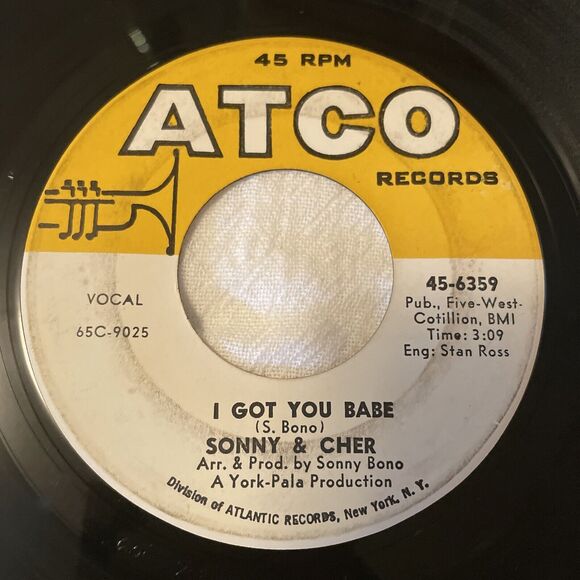 45 RPM
ATCO
RECORDS
VOCAL
65C-9025
45-6359
Pub., Five-West-
Cotillion, BMI
Time: 3:09
Eng: Stan Ross
I GOT YOU BABE
(S. Bono)
SONNY & CHER
Arr. & Prod. by Sonny Bono
A York-Pala Production
Division of ATLANTIC RECORDS, New York, N. Y.